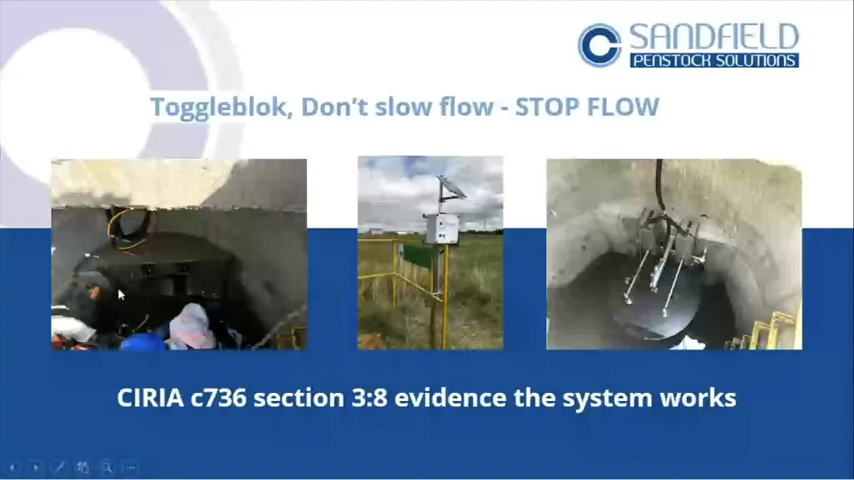 SANDFIELD
PENSTOCK SOLUTIONS
Toggleblok, Don't slow flow - STOP FLOW
CIRIA c736 section 3:8 evidence the system works